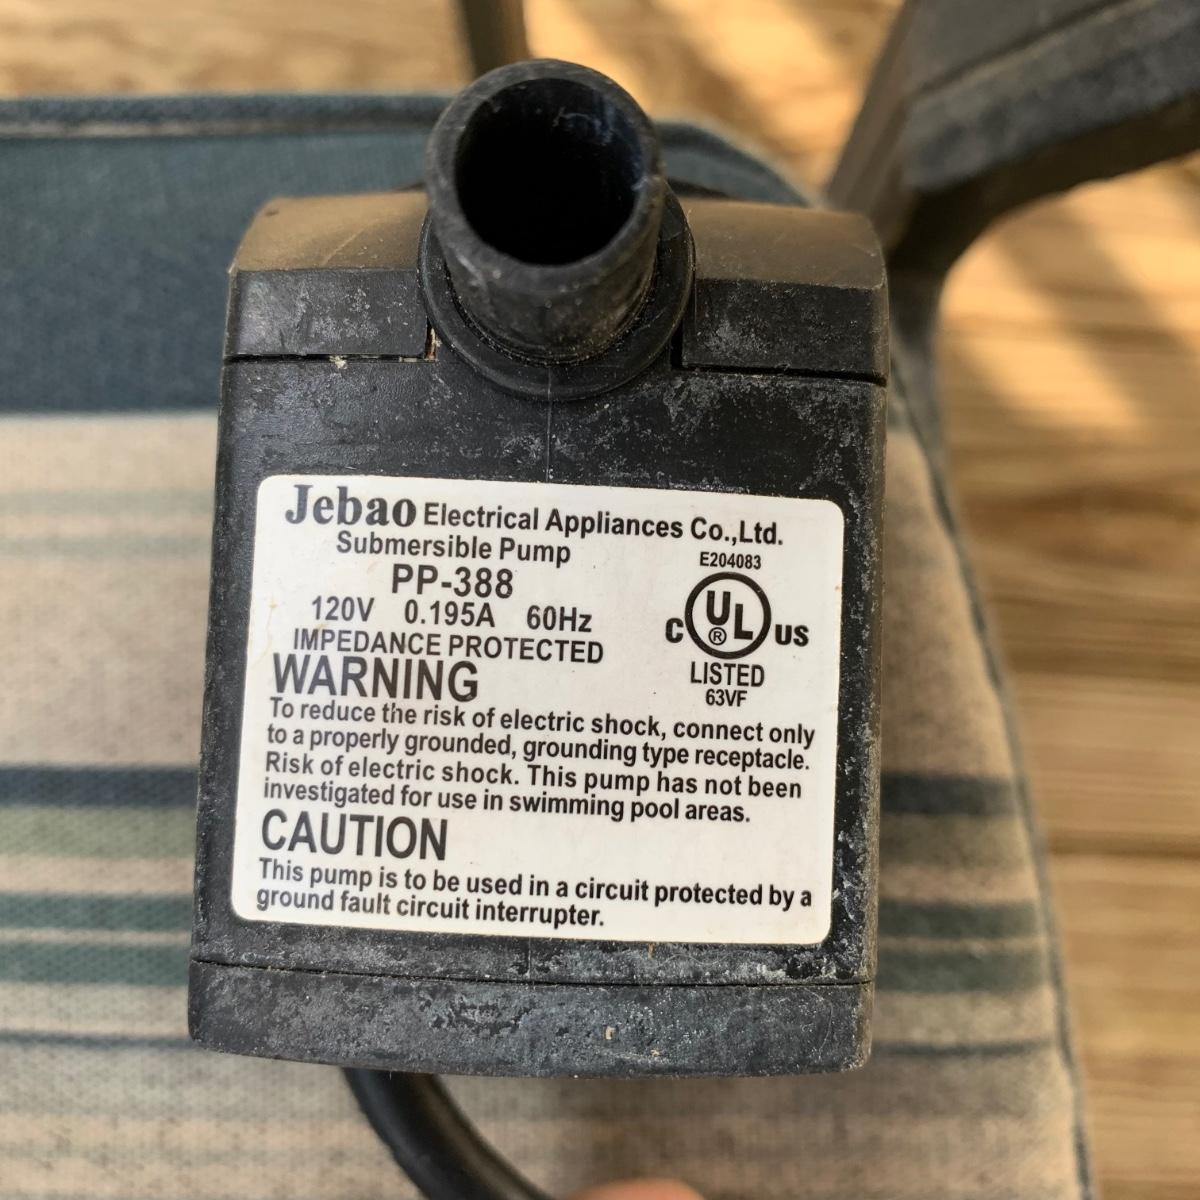 Jebao Electrical Appliances Co.,Ltd.
Submersible Pump
E204083
PP-388
120V 0.195A 60Hz
C UL ® US
IMPEDANCE PROTECTED
LISTED
63VF
WARNING
To reduce the risk of electric shock, connect only
to a properly grounded, grounding type receptacle.
Risk of electric shock. This pump has not been
investigated for use in swimming pool areas.
CAUTION
This pump is to be used in a circuit protected by a
ground fault circuit interrupter.